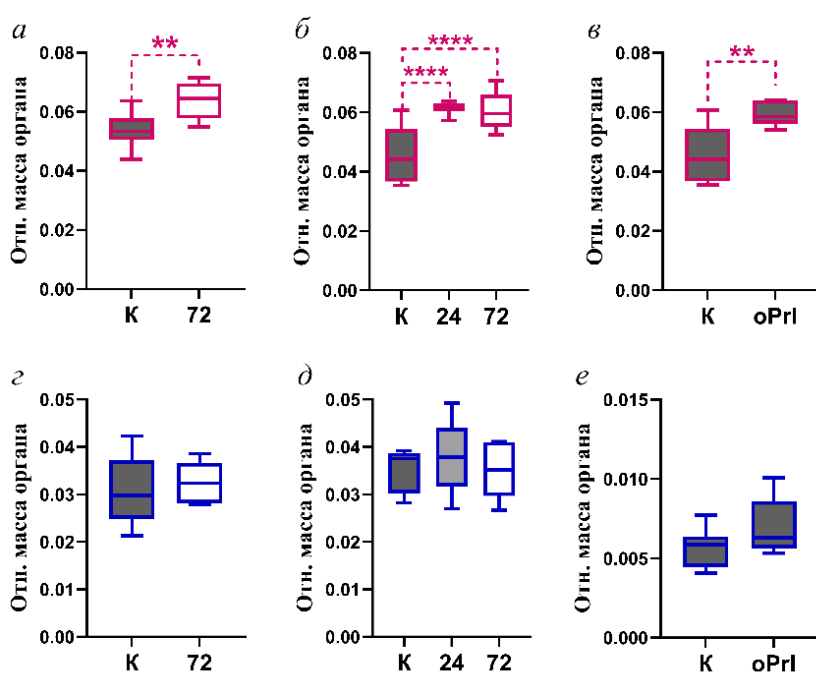 а
**
Отн. масса органа
0.08
0.06
0.04
0.02
0.00
К 72
б
****
****
Отн. масса органа
0.08
0.06
0.04
0.02
0.00
К 24 72
в
**
Отн. масса органа
0.08
0.06
0.04
0.02
0.00
К oPrl
г
Отн. масса органа
0.05
0.04
0.03
0.02
0.01
0.00
К 72
д
Отн. масса органа
0.05
0.04
0.03
0.02
0.01
0.00
К 24 72
е
Отн. масса органа
0.015
0.010
0.005
0.000
К oPrl